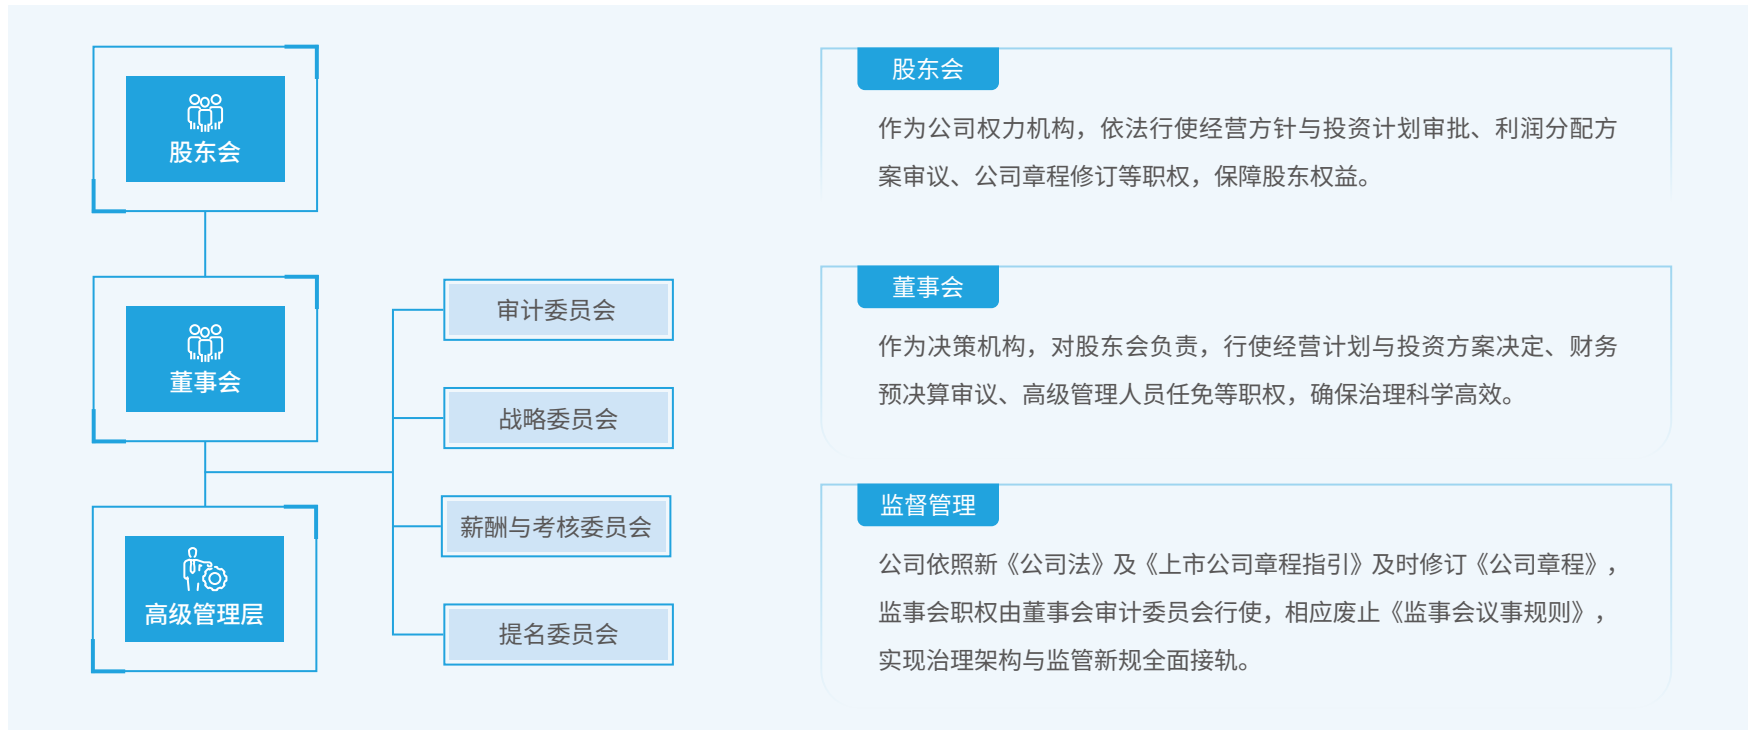 股东会
董事会
高级管理层
审计委员会
战略委员会
薪酬与考核委员会
提名委员会
股东会
作为公司权力机构，依法行使经营方针与投资计划审批、利润分配方
案审议、公司章程修订等职权，保障股东权益。
董事会
作为决策机构，对股东会负责，行使经营计划与投资方案决定、财务
预决算审议、高级管理人员任免等职权，确保治理科学高效。
监督管理
公司依照新《公司法》及《上市公司章程指引》及时修订《公司章程》，
监事会职权由董事会审计委员会行使，相应废止《监事会议事规则》，
实现治理架构与监管新规全面接轨。